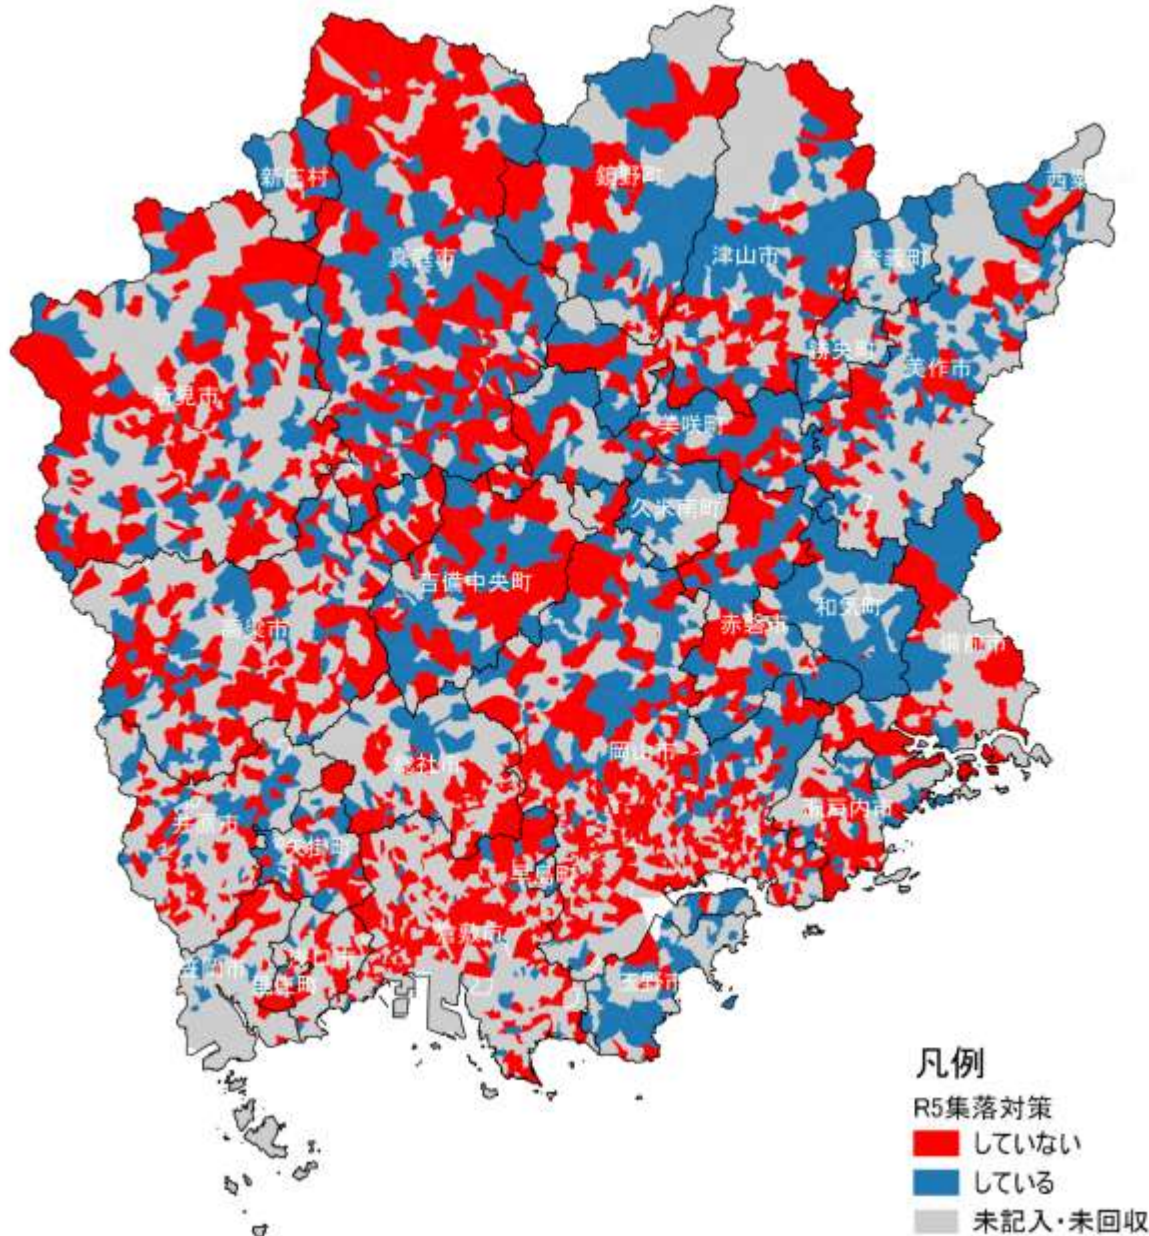 新庄村
鏡野町
西粟
真庭市
津山市
奈義町
勝央町
美作市
新見市
美咲町
久米南町
吉備中央町
和気町
高梁市
赤磐市
備前市
岡山市
総社市
瀬戸内市
井原市
矢掛町
早島町
倉敷市
笠岡市
里庄町
玉野市
凡例
R5集落対策
していない
している
未記入・未回収